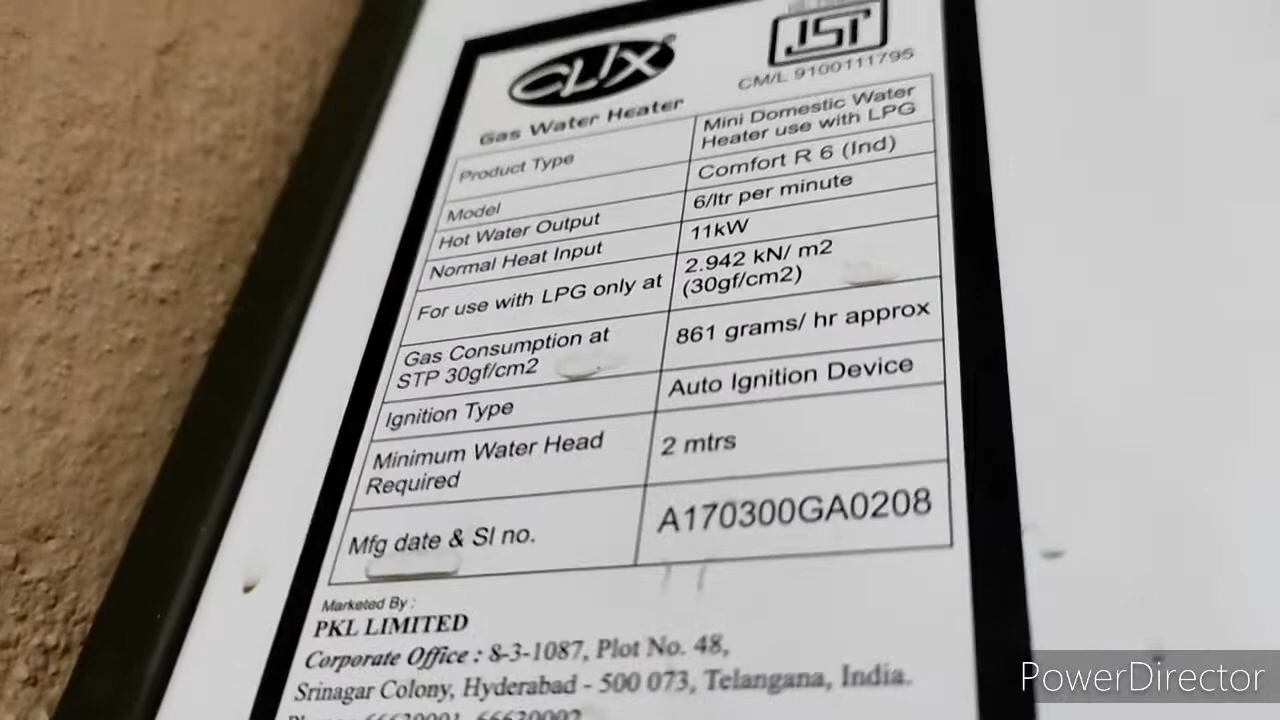 CLIX®
Gas Water Heater
ISI
CM/L 9100111795
Product Type Mini Domestic Water
Heater use with LPG
Model Comfort R 6 (Ind)
Hot Water Output 6/ltr per minute
Normal Heat Input 11kW
For use with LPG only at 2.942 kN/ m2
(30gf/cm2)
Gas Consumption at 861 grams/ hr approx
STP 30gf/cm2
Ignition Type Auto Ignition Device
Minimum Water Head 2 mtrs
Required
Mfg date & Sl no. A170300GA0208
Marketed By :
PKL LIMITED
Corporate Office : 8-3-1087, Plot No. 48,
Srinagar Colony, Hyderabad - 500 073, Telangana, India.
PowerDirector